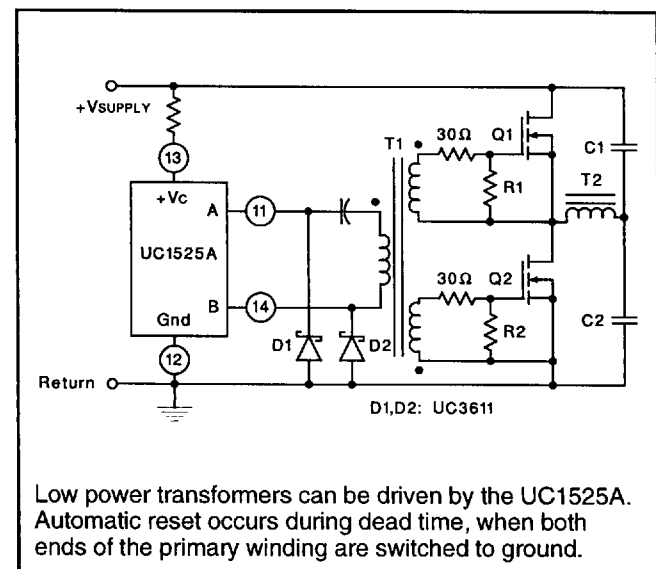 +VSUPPLY
13
+VC
A
11
UC1525A
B
14
Gnd
12
Return
D1
D2
T1
30Ω
Q1
R1
C1
T2
30Ω
Q2
R2
C2
D1,D2: UC3611
Low power transformers can be driven by the UC1525A.
Automatic reset occurs during dead time, when both
ends of the primary winding are switched to ground.